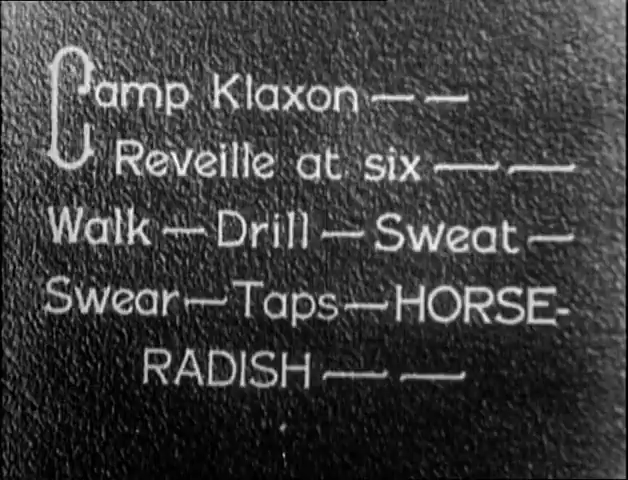 Camp Klaxon — —
Reveille at six — —
Walk — Drill — Sweat —
Swear — Taps — HORSE-
RADISH — —